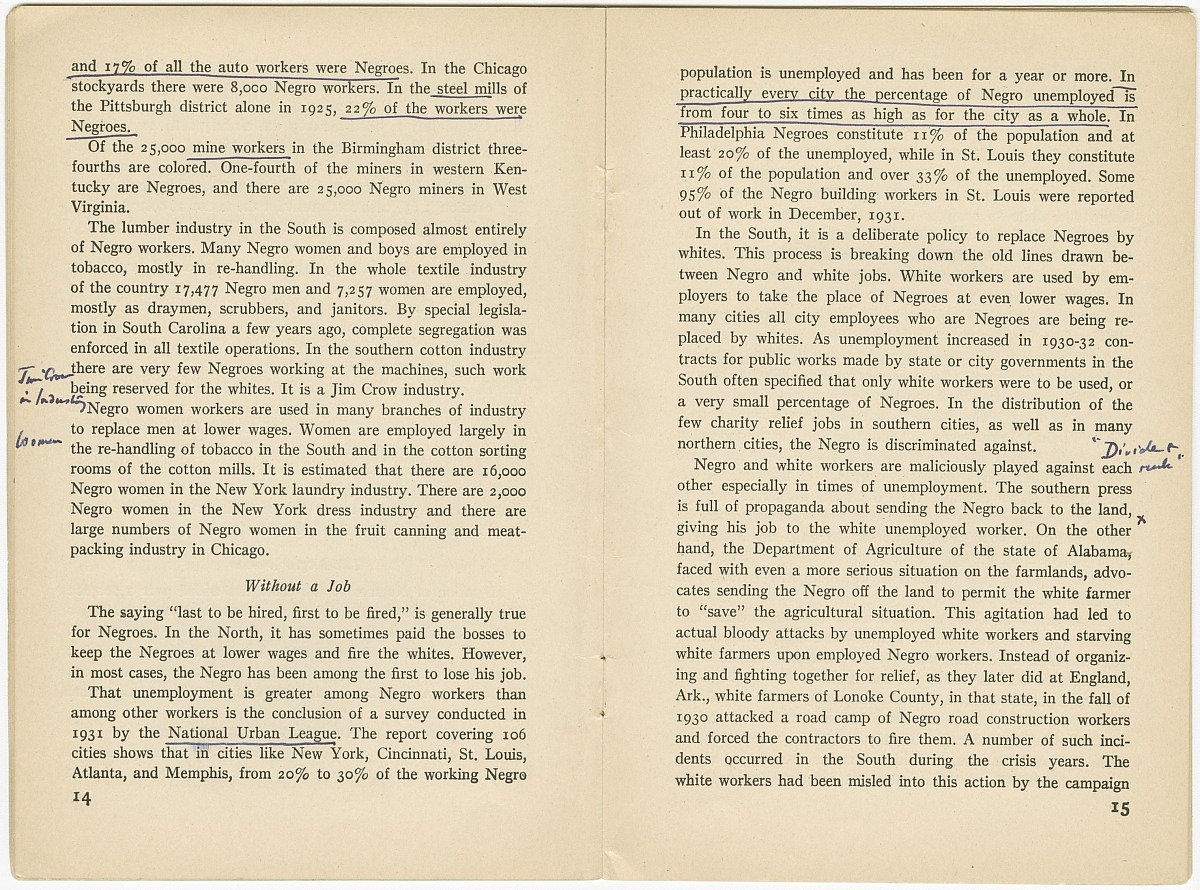 and 17% of all the auto workers were Negroes. In the Chicago
stockyards there were 8,000 Negro workers. In the steel mills of
the Pittsburgh district alone in 1925, 22% of the workers were
Negroes.
Of the 25,000 mine workers in the Birmingham district three-
fourths are colored. One-fourth of the miners in western Ken-
tucky are Negroes, and there are 25,000 Negro miners in West
Virginia.
The lumber industry in the South is composed almost entirely
of Negro workers. Many Negro women and boys are employed in
tobacco, mostly in re-handling. In the whole textile industry
of the country 17,477 Negro men and 7,257 women are employed,
mostly as draymen, scrubbers, and janitors. By special legisla-
tion in South Carolina a few years ago, complete segregation was
enforced in all textile operations. In the southern cotton industry
there are very few Negroes working at the machines, such work
being reserved for the whites. It is a Jim Crow industry.
Jim Crow
in Industry
Negro women workers are used in many branches of industry
to replace men at lower wages. Women are employed largely in
Women
the re-handling of tobacco in the South and in the cotton sorting
rooms of the cotton mills. It is estimated that there are 16,000
Negro women in the New York laundry industry. There are 2,000
Negro women in the New York dress industry and there are
large numbers of Negro women in the fruit canning and meat-
packing industry in Chicago.
Without a Job
The saying "last to be hired, first to be fired," is generally true
for Negroes. In the North, it has sometimes paid the bosses to
keep the Negroes at lower wages and fire the whites. However,
in most cases, the Negro has been among the first to lose his job.
That unemployment is greater among Negro workers than
among other workers is the conclusion of a survey conducted in
1931 by the National Urban League. The report covering 106
cities shows that in cities like New York, Cincinnati, St. Louis,
Atlanta, and Memphis, from 20% to 30% of the working Negro
14
population is unemployed and has been for a year or more. In
practically every city the percentage of Negro unemployed is
from four to six times as high as for the city as a whole. In
Philadelphia Negroes constitute 11% of the population and at
least 20% of the unemployed, while in St. Louis they constitute
11% of the population and over 33% of the unemployed. Some
95% of the Negro building workers in St. Louis were reported
out of work in December, 1931.
In the South, it is a deliberate policy to replace Negroes by
whites. This process is breaking down the old lines drawn be-
tween Negro and white jobs. White workers are used by em-
ployers to take the place of Negroes at even lower wages. In
many cities all city employees who are Negroes are being re-
placed by whites. As unemployment increased in 1930-32 con-
tracts for public works made by state or city governments in the
South often specified that only white workers were to be used, or
a very small percentage of Negroes. In the distribution of the
few charity relief jobs in southern cities, as well as in many
northern cities, the Negro is discriminated against.
"Divide +
rule"
Negro and white workers are maliciously played against each
other especially in times of unemployment. The southern press
is full of propaganda about sending the Negro back to the land,
x
giving his job to the white unemployed worker. On the other
hand, the Department of Agriculture of the state of Alabama,
faced with even a more serious situation on the farmlands, advo-
cates sending the Negro off the land to permit the white farmer
to "save" the agricultural situation. This agitation had led to
actual bloody attacks by unemployed white workers and starving
white farmers upon employed Negro workers. Instead of organiz-
ing and fighting together for relief, as they later did at England,
Ark., white farmers of Lonoke County, in that state, in the fall of
1930 attacked a road camp of Negro road construction workers
and forced the contractors to fire them. A number of such inci-
dents occurred in the South during the crisis years. The
white workers had been misled into this action by the campaign
15